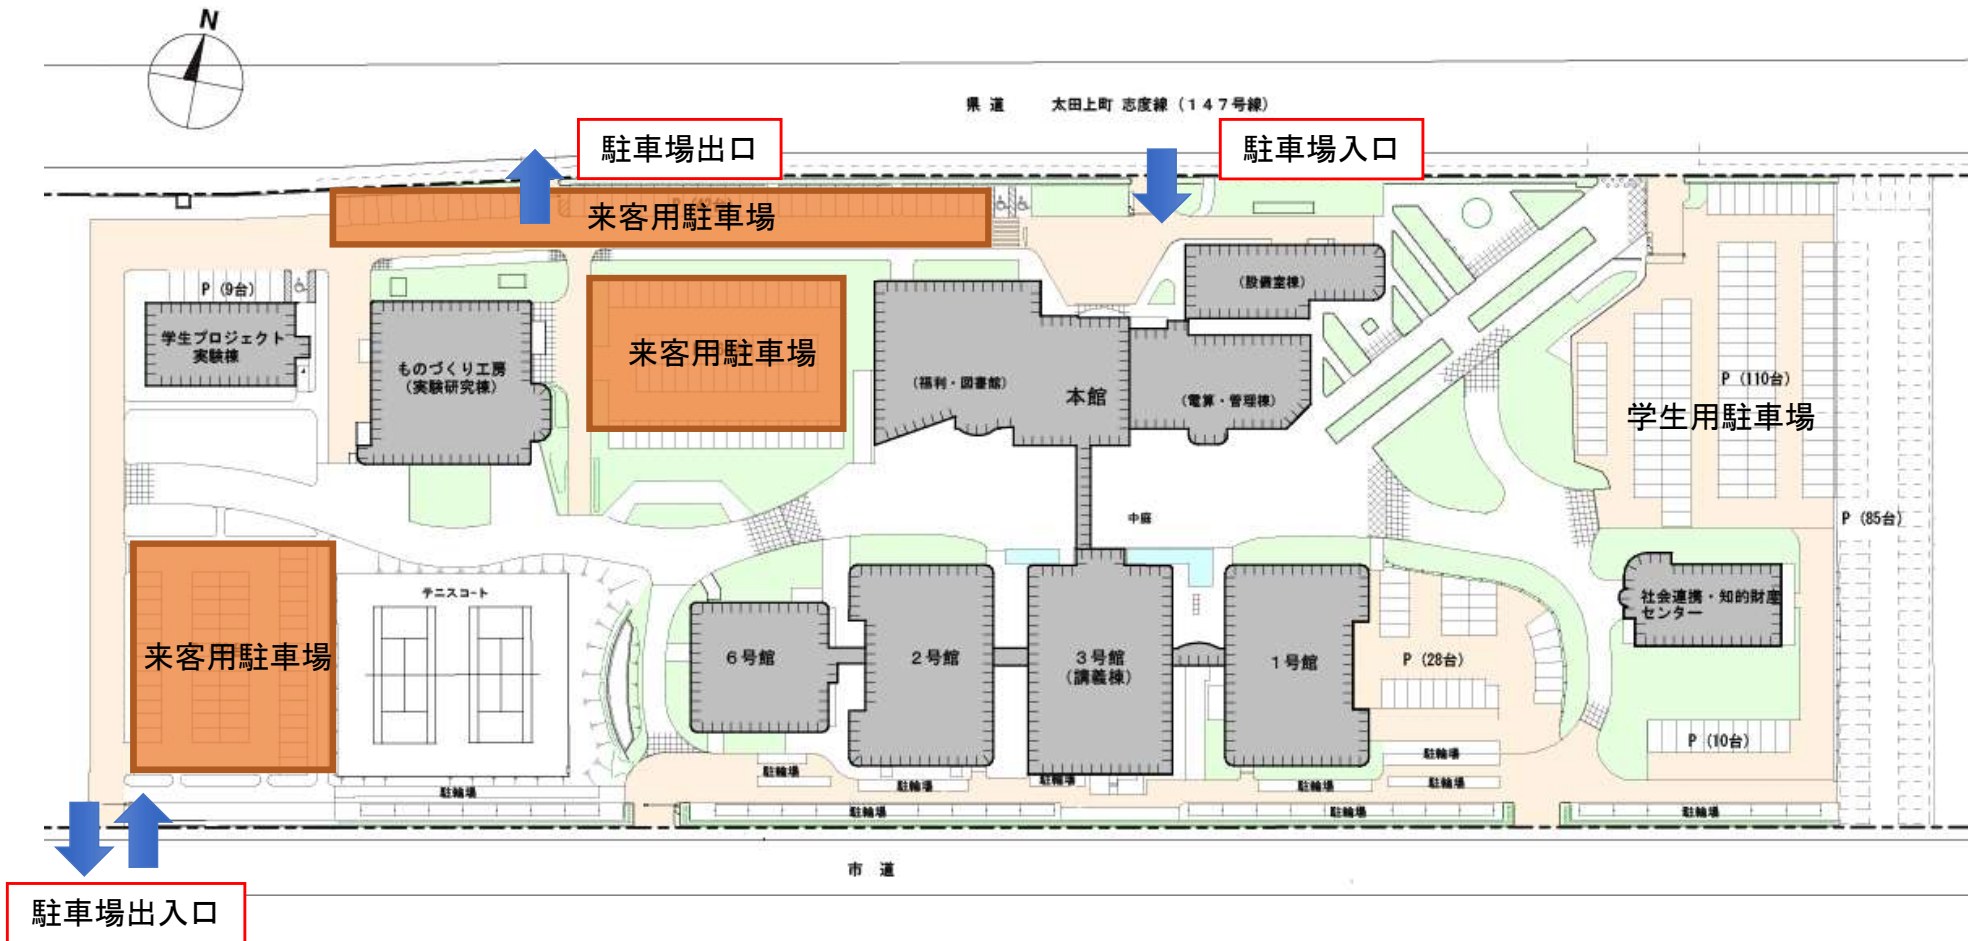 N
県道 太田上町 志度線（147号線）
駐車場出口
駐車場入口
来客用駐車場
P（9台）
学生プロジェクト
実験棟
ものづくり工房
（実験研究棟）
来客用駐車場
（福利・図書館）
本館
（設備室棟）
（電算・管理棟）
P（110台）
学生用駐車場
P（85台）
中庭
来客用駐車場
テニスコート
6号館
2号館
3号館
（講義棟）
1号館
P（28台）
社会連携・知的財産
センター
P（10台）
駐輪場
駐輪場
駐輪場
駐輪場
駐輪場
駐輪場
駐輪場
駐輪場
駐輪場
駐輪場
市道
駐車場出入口